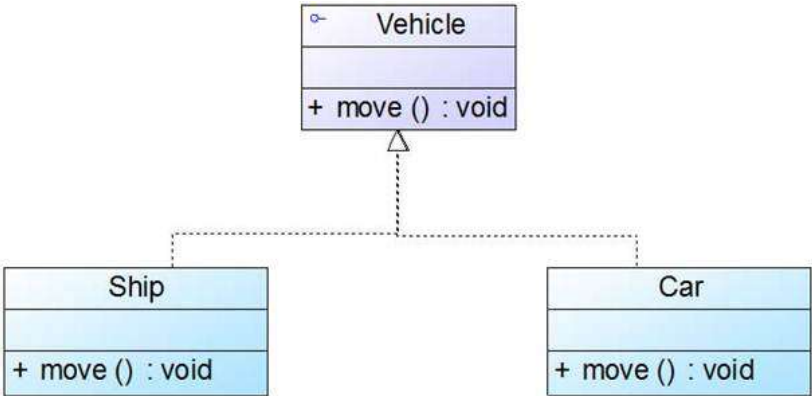 Vehicle
+ move () : void
Ship
+ move () : void
Car
+ move () : void